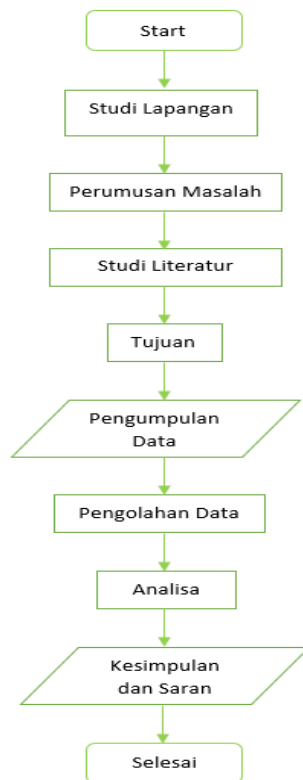 Start
Studi Lapangan
Perumusan Masalah
Studi Literatur
Tujuan
Pengumpulan
Data
Pengolahan Data
Analisa
Kesimpulan
dan Saran
Selesai